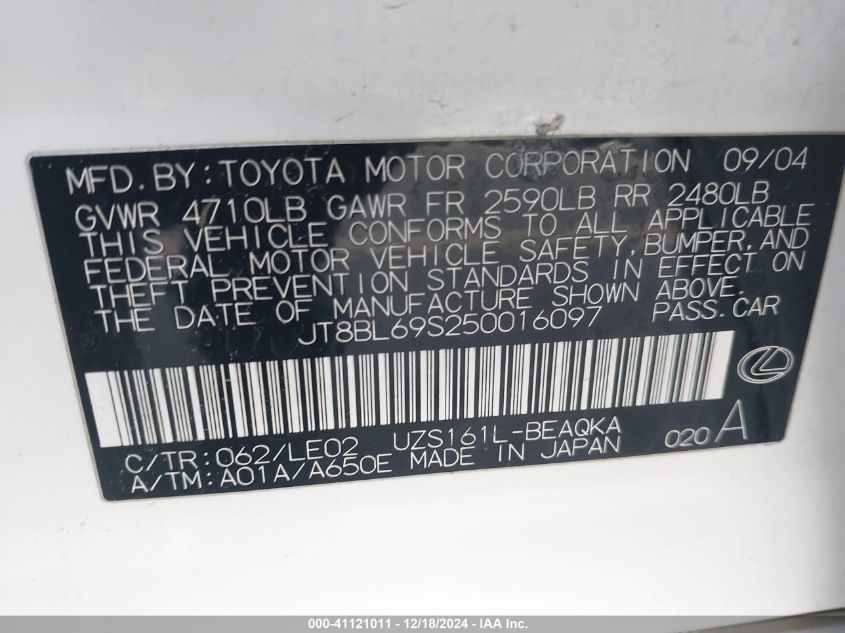 MFD. BY: TOYOTA MOTOR CORPORATION 09/04
GVWR 4710LB GAWR FR 2590LB RR 2480LB
THIS VEHICLE CONFORMS TO ALL APPLICABLE
FEDERAL MOTOR VEHICLE SAFETY, BUMPER, AND
THEFT PREVENTION STANDARDS IN EFFECT ON
THE DATE OF MANUFACTURE SHOWN ABOVE.
JT8BL69S250016097 PASS. CAR
C/TR: 062/LE02 UZS161L-BEAQKA 020 A
A/TM: A01A/A650E MADE IN JAPAN
000-41121011 - 12/18/2024 - IAA Inc.